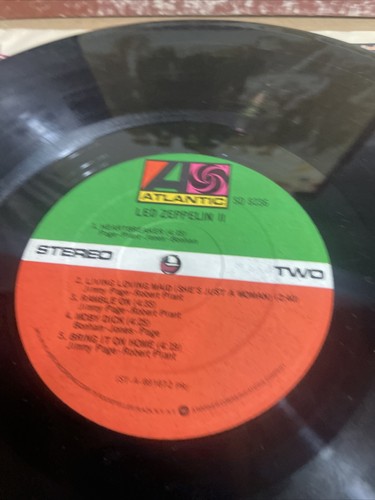 ATLANTIC
SD 8236
LED ZEPPELIN II
1. HEARTBREAKER (4:15)
Page-Plant-Jones-Bonham
STEREO
TWO
2. LIVING LOVING MAID (SHE'S JUST A WOMAN) (2:40)
Jimmy Page-Robert Plant
3. RAMBLE ON (4:35)
Jimmy Page-Robert Plant
4. MOBY DICK (4:25)
Bonham-Jones-Page
5. BRING IT ON HOME (4:19)
Jimmy Page-Robert Plant